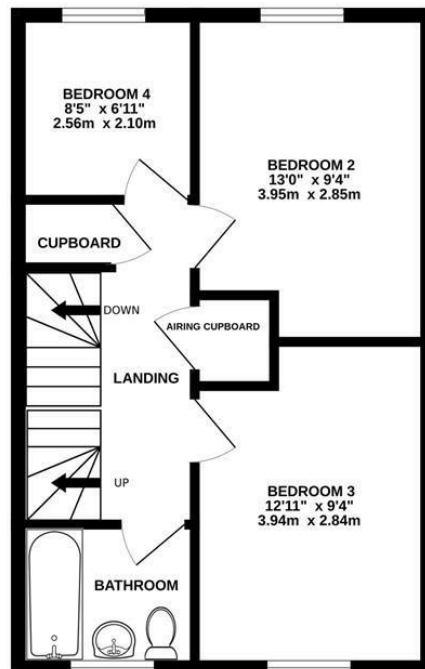 BEDROOM 4
8'5" x 6'11"
2.56m x 2.10m
BEDROOM 2
13'0" x 9'4"
3.95m x 2.85m
CUPBOARD
DOWN
AIRING CUPBOARD
LANDING
UP
BEDROOM 3
12'11" x 9'4"
3.94m x 2.84m
BATHROOM